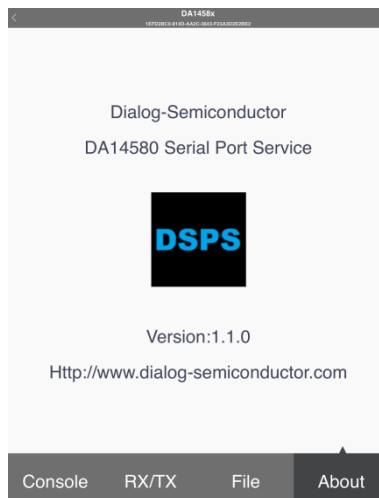 DA1458x
Dialog-Semiconductor
DA14580 Serial Port Service
DSPS
Version:1.1.0
Http://www.dialog-semiconductor.com
Console RX/TX File About